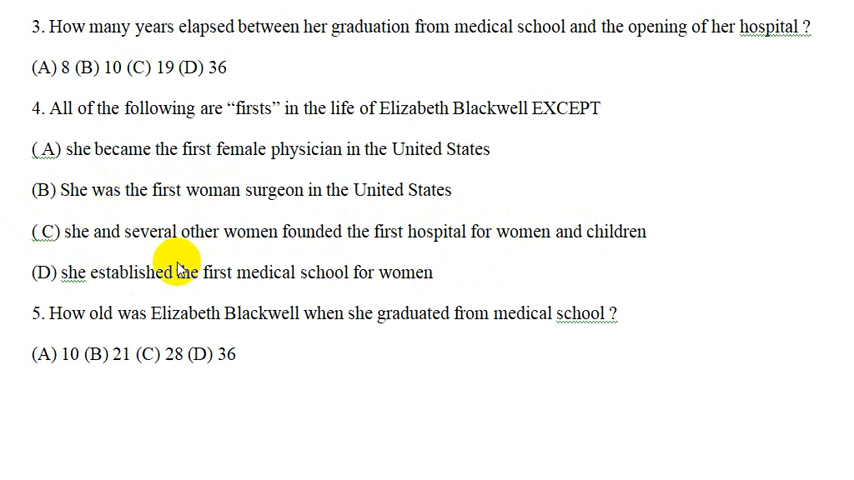 3. How many years elapsed between her graduation from medical school and the opening of her hospital ?
(A) 8 (B) 10 (C) 19 (D) 36
4. All of the following are “firsts” in the life of Elizabeth Blackwell EXCEPT
( A) she became the first female physician in the United States
(B) She was the first woman surgeon in the United States
( C) she and several other women founded the first hospital for women and children
(D) she established the first medical school for women
5. How old was Elizabeth Blackwell when she graduated from medical school ?
(A) 10 (B) 21 (C) 28 (D) 36